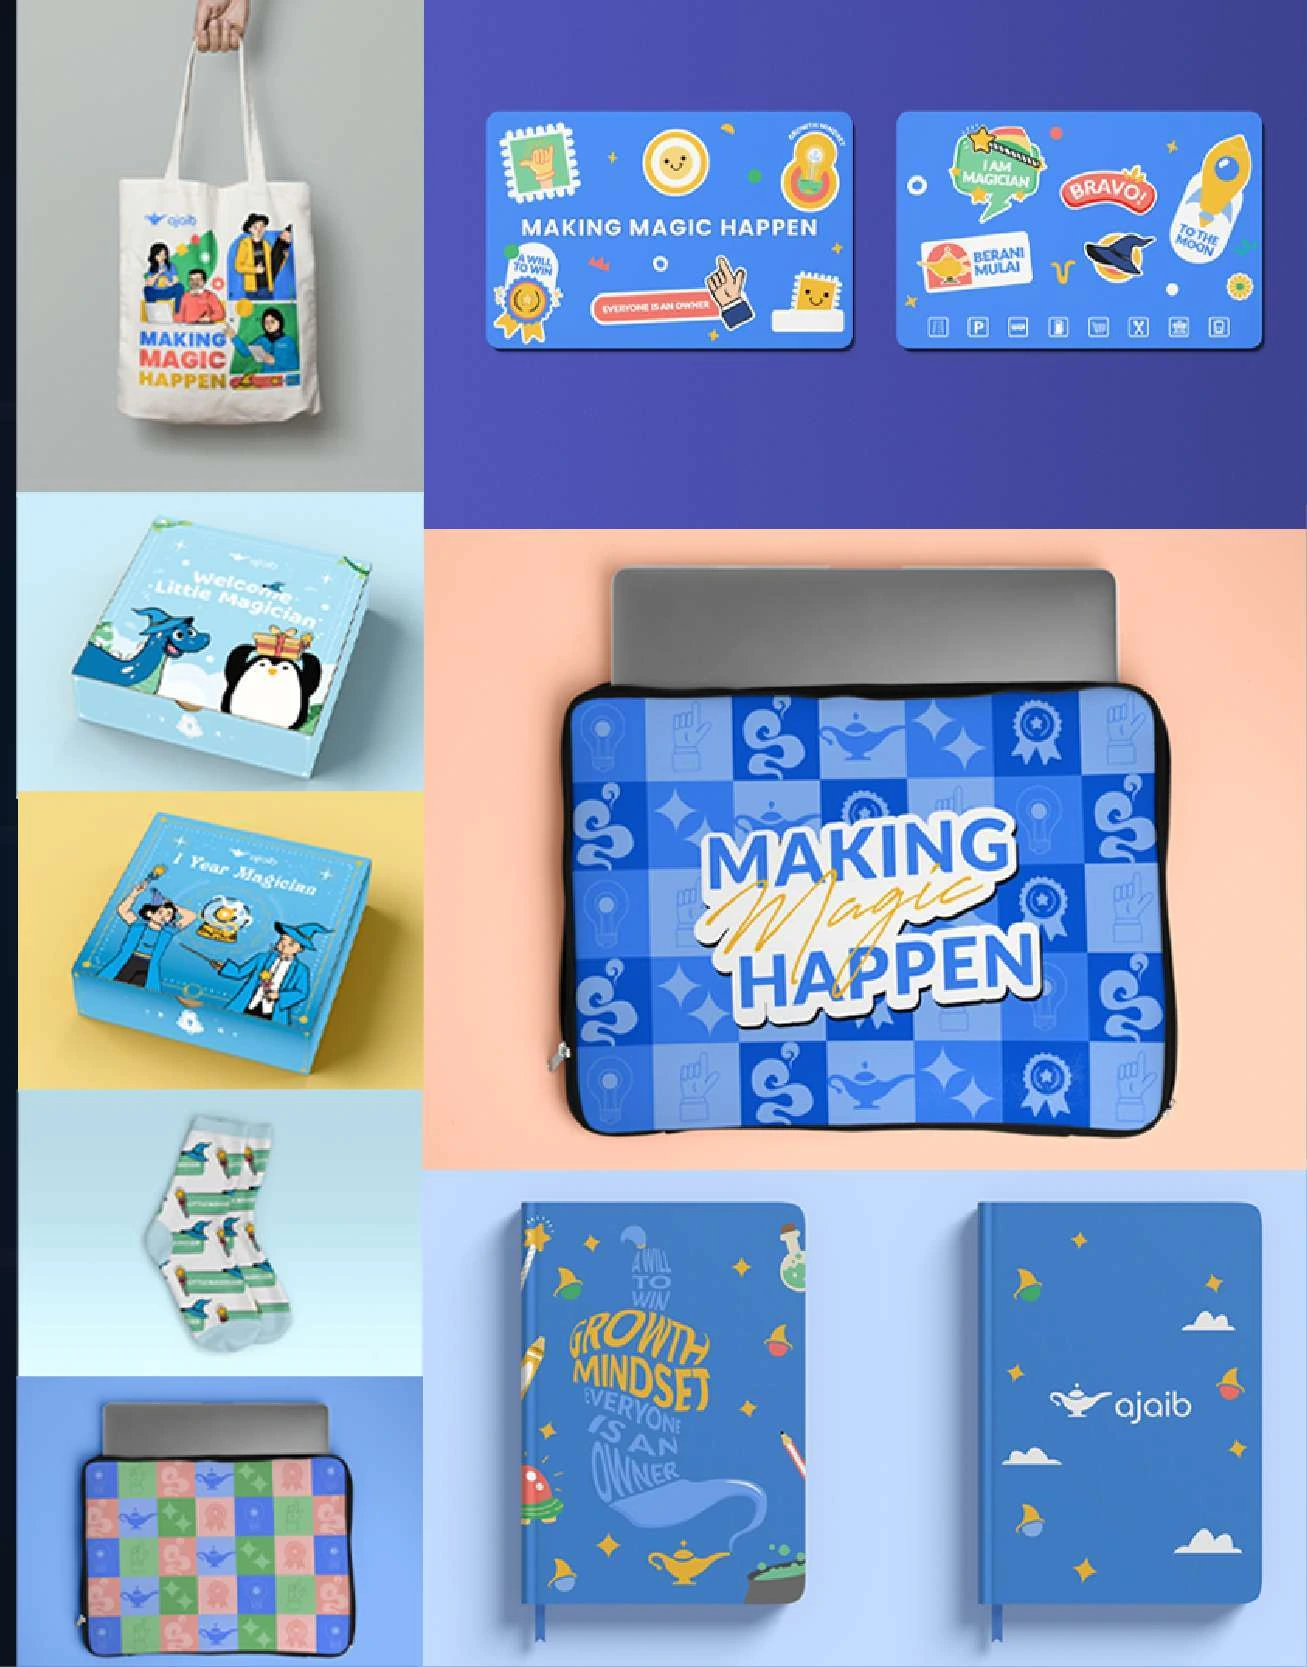 ajaib
MAKING
MAGIC
HAPPEN
GROWTH MINDSET
MAKING MAGIC HAPPEN
A WILL
TO WIN
EVERYONE IS AN OWNER
I AM
MAGICIAN
BRAVO!
TO THE
MOON
BERANI
MULAI
P
ajaib
Welcome
Little Magician
ajaib
1 Year Magician
MAKING
Magic
HAPPEN
A WILL
TO
WIN
GROWTH
MINDSET
EVERYONE
IS AN
OWNER
ajaib